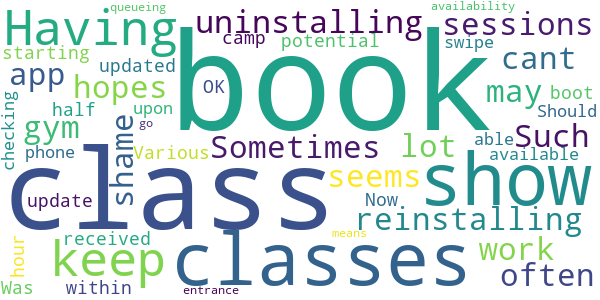 queueing availability
Having uninstalling sessions
camp potential swipe
starting updated book cant
app hopes OK may boot
checking half upon Should
gym phone go shame Various Sometimes lot able Such available
class seems Now show
update reinstalling
received keep classes work
hour means often
Was within entrance